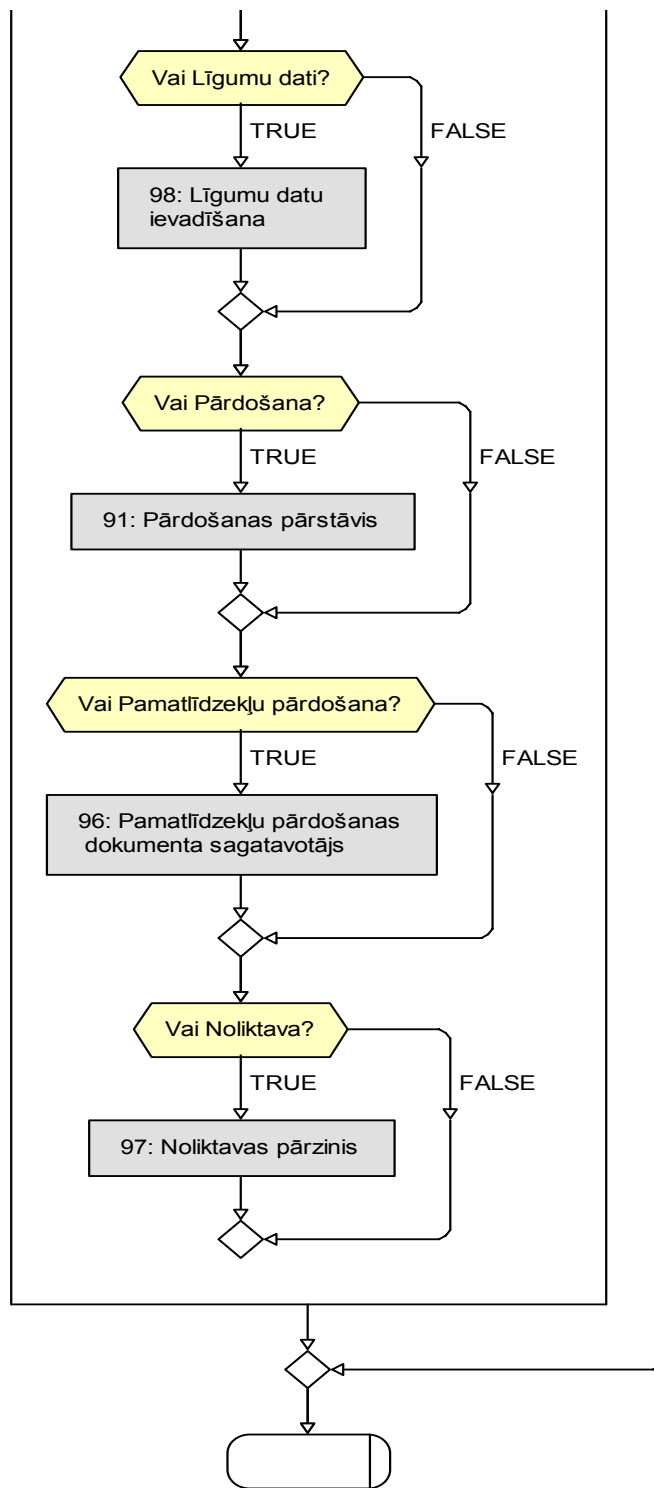 Vai Līgumu dati?
TRUE
FALSE
98: Līgumu datu
ievadīšana
Vai Pārdošana?
TRUE
FALSE
91: Pārdošanas pārstāvis
Vai Pamatlīdzekļu pārdošana?
TRUE
FALSE
96: Pamatlīdzekļu pārdošanas
dokumenta sagatavotājs
Vai Noliktava?
TRUE
FALSE
97: Noliktavas pārzinis